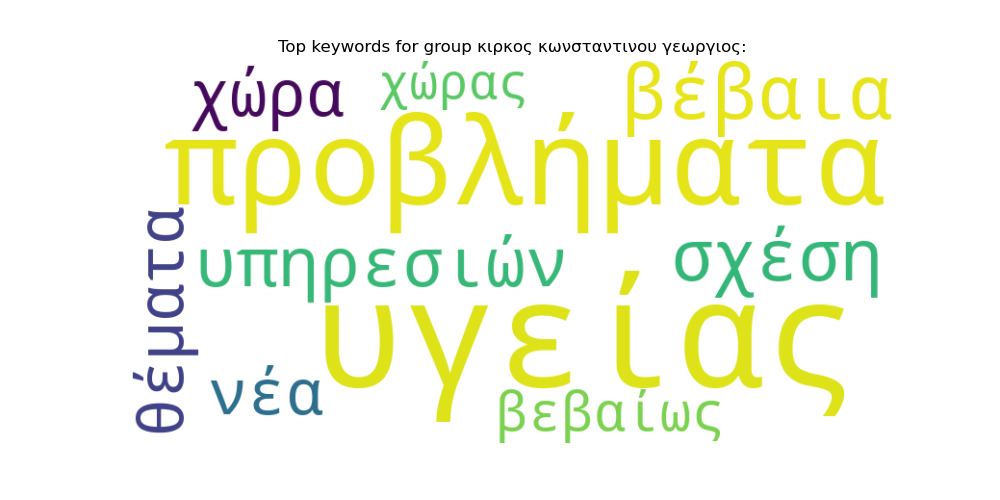 Top keywords for group κιρκος κωνσταντινου γεωργιος:
χώρα χώρας βέβαια
προβλήματα
θέματα
υπηρεσιών σχέση
υγείας
νέα
βεβαίως